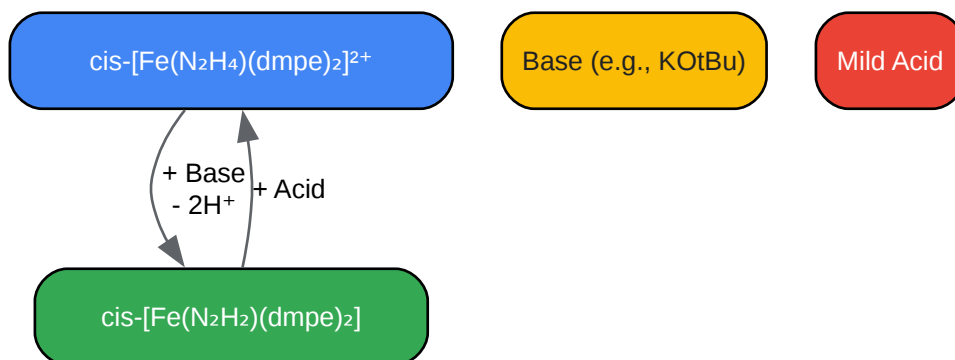 cis-[Fe(N₂H₄)(dmpe)₂]²⁺
Base (e.g., KOtBu)
Mild Acid
+ Base
- 2H⁺
+ Acid
cis-[Fe(N₂H₂)(dmpe)₂]